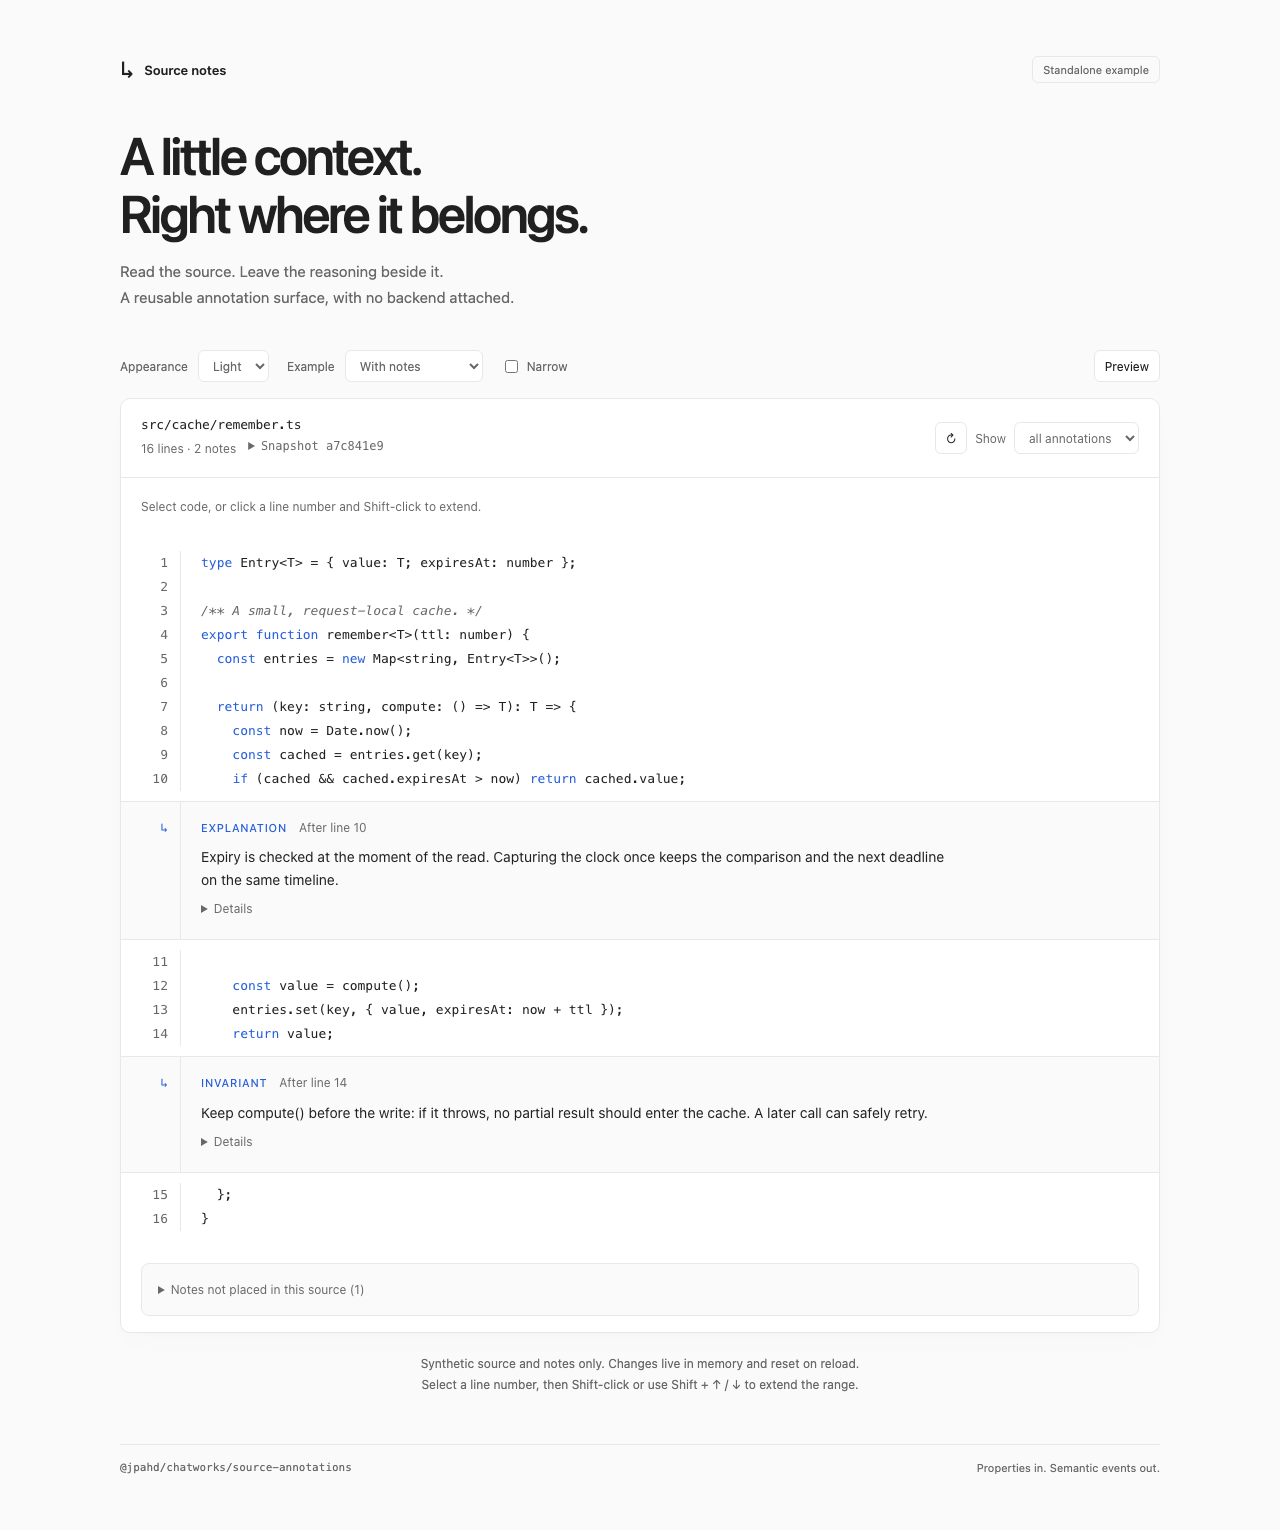 ↳ Source notes
Standalone example
A little context.
Right where it belongs.
Read the source. Leave the reasoning beside it.
A reusable annotation surface, with no backend attached.
Appearance Light Example With notes Narrow Preview
src/cache/remember.ts
16 lines · 2 notes ▶ Snapshot a7c841e9
↻ Show all annotations
Select code, or click a line number and Shift-click to extend.
1 type Entry<T> = { value: T; expiresAt: number };
2
3 /** A small, request-local cache. */
4 export function remember<T>(ttl: number) {
5   const entries = new Map<string, Entry<T>>();
6
7   return (key: string, compute: () => T): T => {
8     const now = Date.now();
9     const cached = entries.get(key);
10     if (cached && cached.expiresAt > now) return cached.value;
↳ EXPLANATION After line 10
Expiry is checked at the moment of the read. Capturing the clock once keeps the comparison and the next deadline
on the same timeline.
▶ Details
11
12     const value = compute();
13     entries.set(key, { value, expiresAt: now + ttl });
14     return value;
↳ INVARIANT After line 14
Keep compute() before the write: if it throws, no partial result should enter the cache. A later call can safely retry.
▶ Details
15   };
16 }
▶ Notes not placed in this source (1)
Synthetic source and notes only. Changes live in memory and reset on reload.
Select a line number, then Shift-click or use Shift + ↑ / ↓ to extend the range.
@jpahd/chatworks/source-annotations
Properties in. Semantic events out.